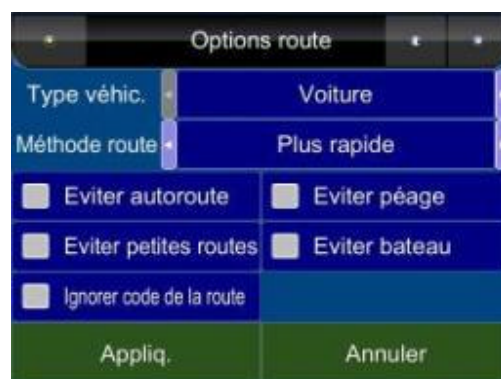 Options route
Type véhic. Voiture
Méthode route Plus rapide
Eviter autoroute Eviter péage
Eviter petites routes Eviter bateau
Ignorer code de la route
Appliq. Annuler